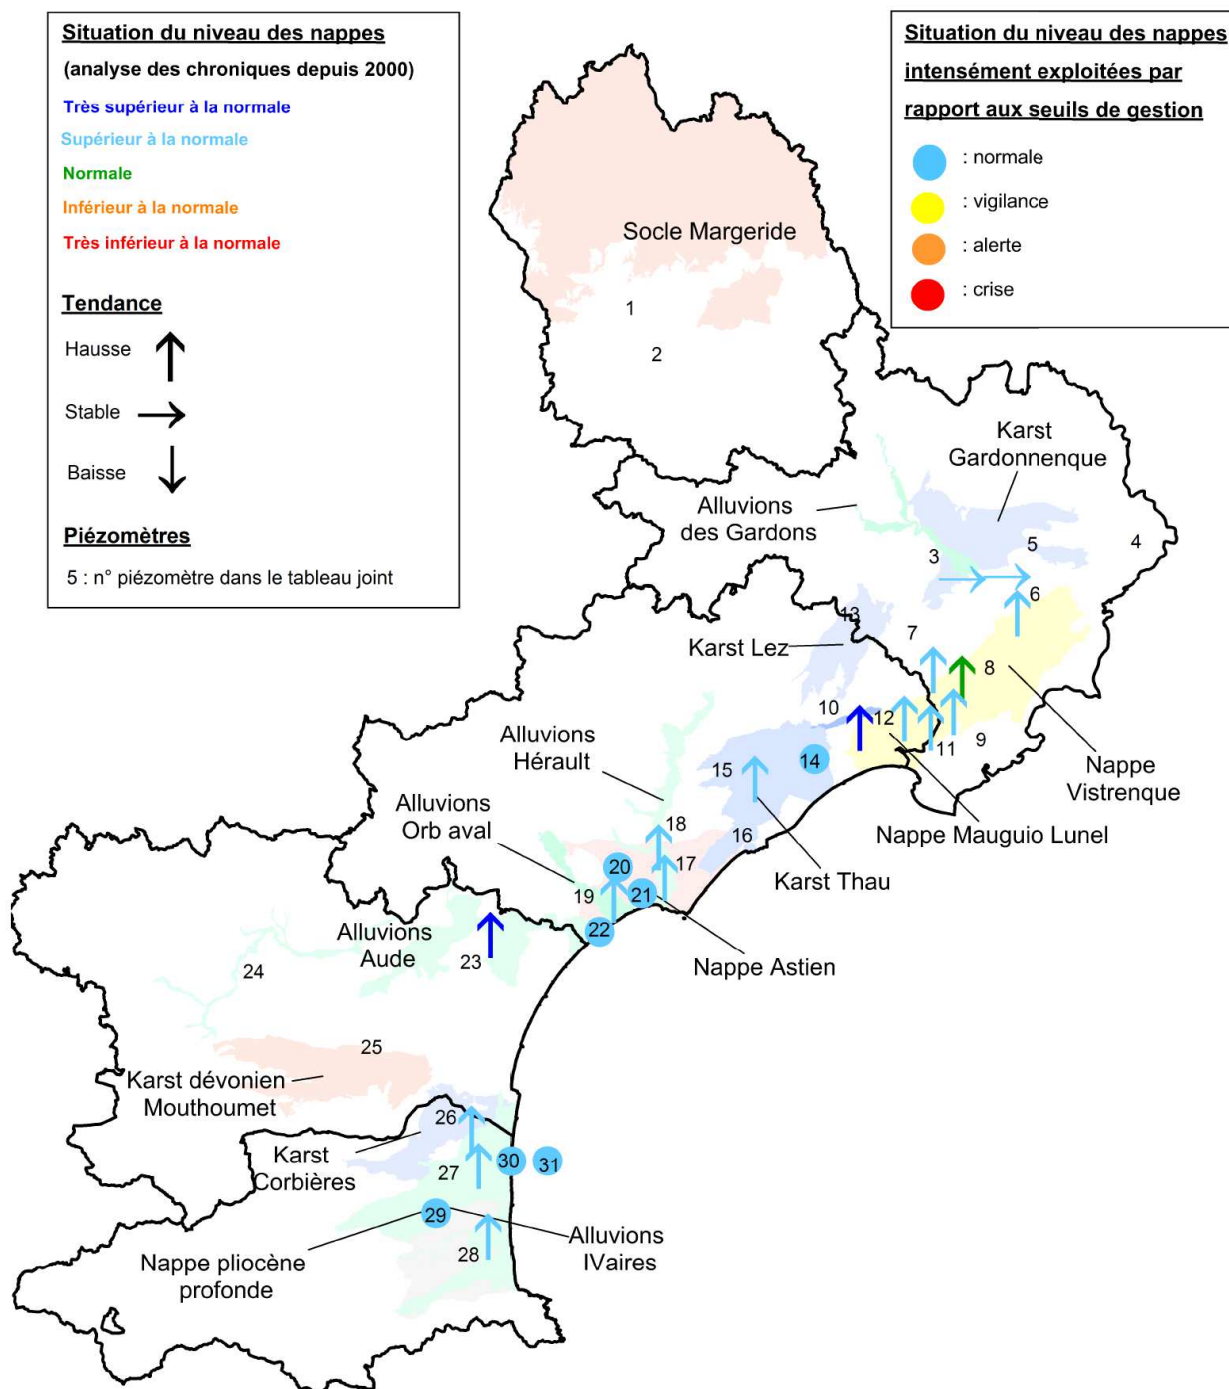 Situation du niveau des nappes
(analyse des chroniques depuis 2000)
Très supérieur à la normale
Supérieur à la normale
Normale
Inférieur à la normale
Très inférieur à la normale
Tendance
Hausse
Stable
Baisse
Piézomètres
5 : n° piézomètre dans le tableau joint
Situation du niveau des nappes
intensément exploitées par
rapport aux seuils de gestion
: normale
: vigilance
: alerte
: crise
Socle Margeride
1
2
Karst
Gardonnenque
Alluvions
des Gardons
3
5
4
6
13
7
Karst Lez
8
10
12
11
9
Nappe
Vistrenque
Alluvions
Hérault
15
14
Nappe Mauguio Lunel
Alluvions
Orb aval
18
16
17
Karst Thau
20
19
21
22
Alluvions
Aude
23
24
Nappe Astien
25
Karst dévonien
Mouthoumet
26
Karst
Corbières
27
30
31
29
Alluvions
IVaires
28
Nappe pliocène
profonde